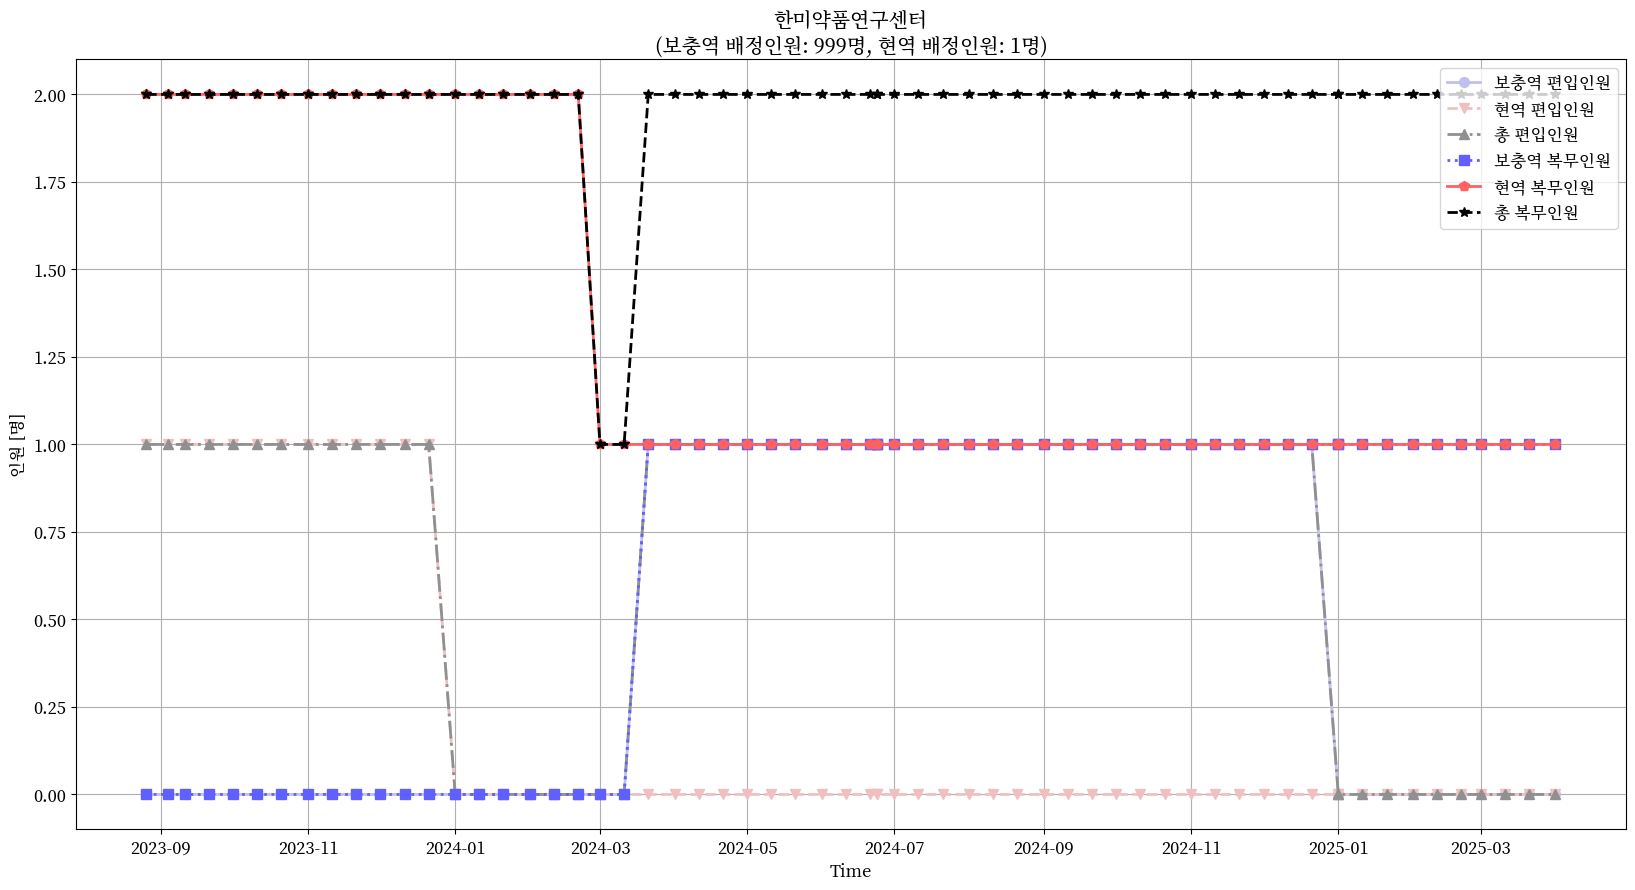 한미약품연구센터
(보충역 배정인원: 999명, 현역 배정인원: 1명)
보충역 편입인원
현역 편입인원
총 편입인원
보충역 복무인원
현역 복무인원
총 복무인원
인원 [명]
2.00
1.75
1.50
1.25
1.00
0.75
0.50
0.25
0.00
2023-09
2023-11
2024-01
2024-03
2024-05
2024-07
2024-09
2024-11
2025-01
2025-03
Time